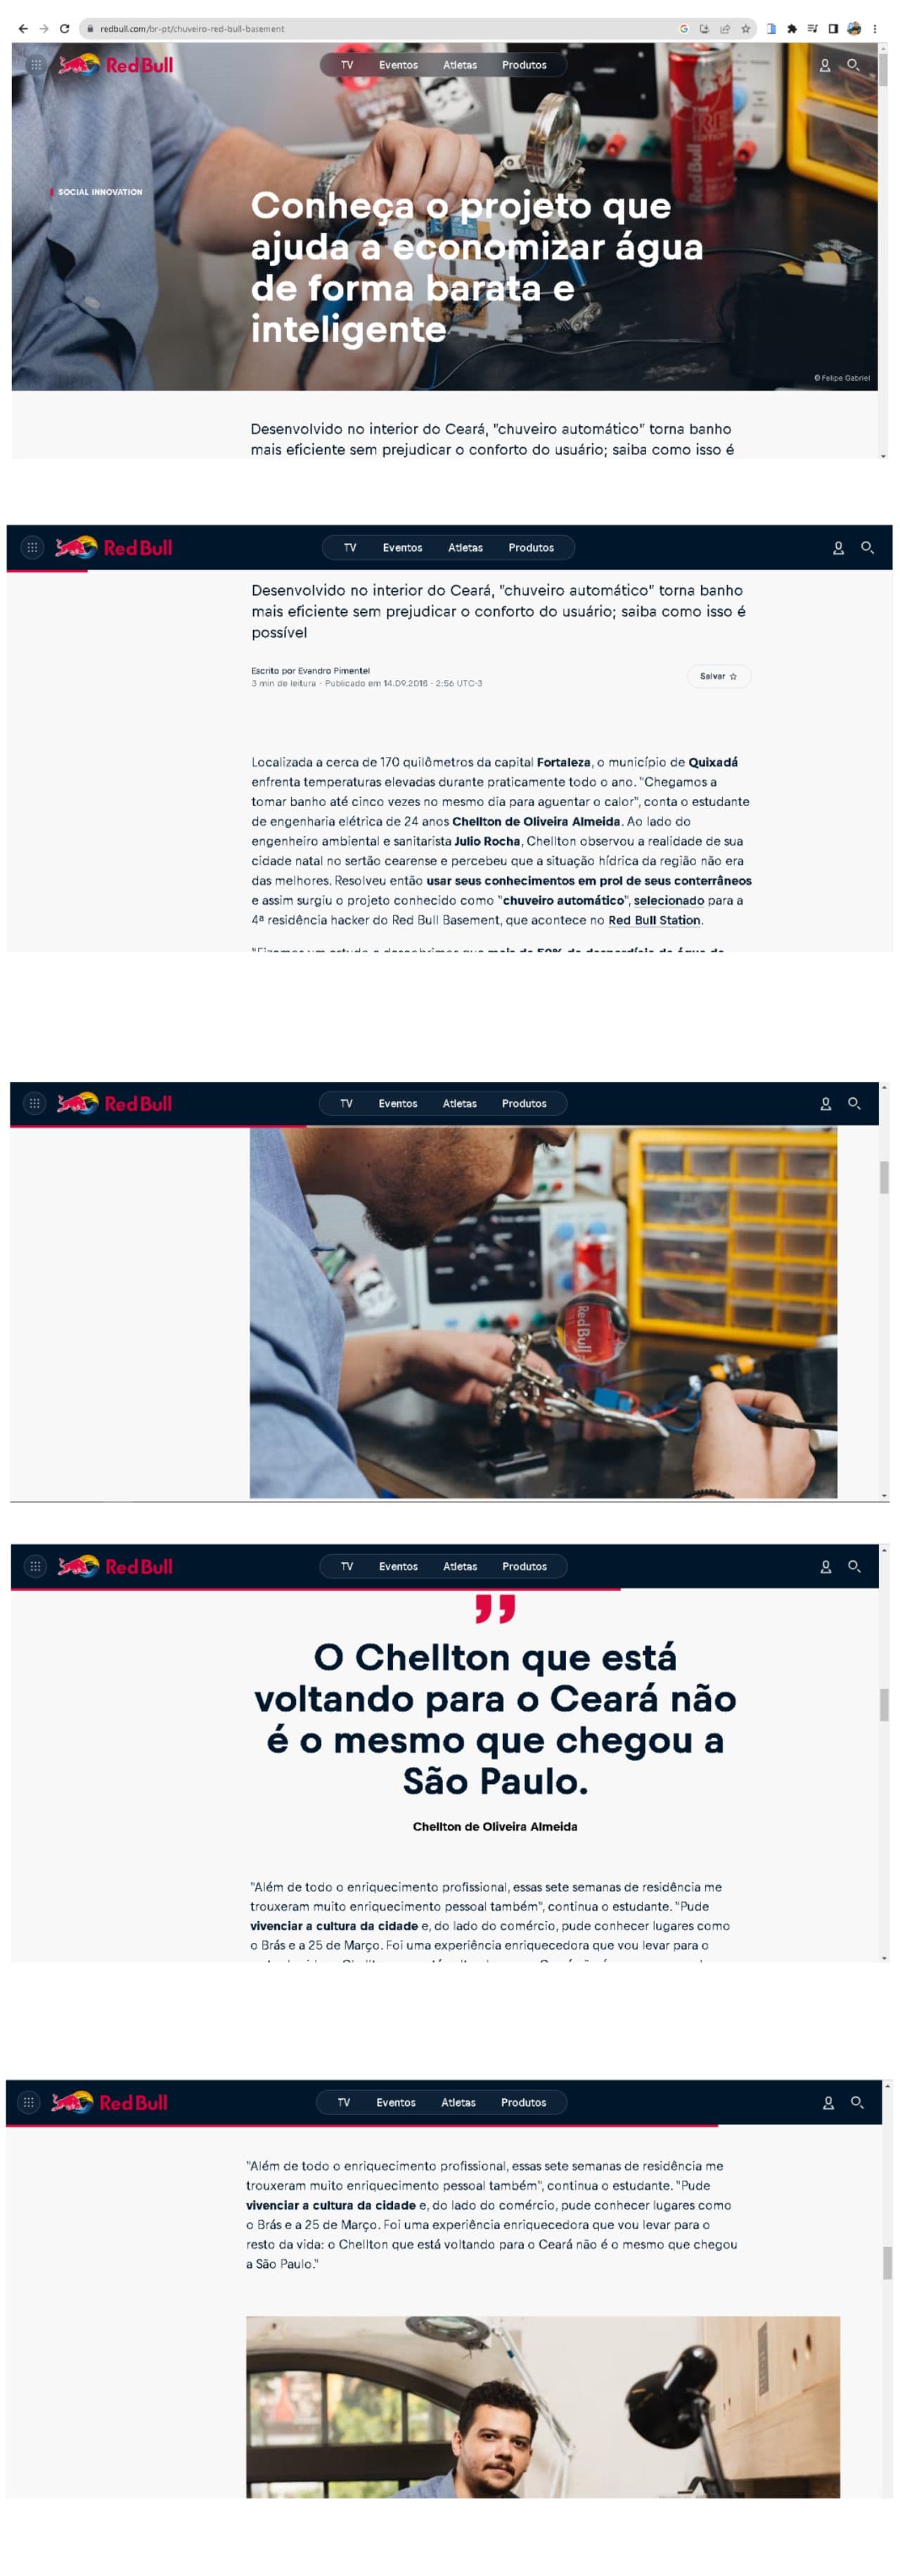 redbull.com/br-pt/chuveiro-red-bull-basement
Red Bull
TV Eventos Atletas Produtos
SOCIAL INNOVATION
Red Bull
Conheça o projeto que
ajuda a economizar água
de forma barata e
inteligente
© Felipe Gabriel
Desenvolvido no interior do Ceará, "chuveiro automático" torna banho
mais eficiente sem prejudicar o conforto do usuário; saiba como isso é
Red Bull
TV Eventos Atletas Produtos
Desenvolvido no interior do Ceará, "chuveiro automático" torna banho
mais eficiente sem prejudicar o conforto do usuário; saiba como isso é
possível
Escrito por Evandro Pimentel
3 min de leitura · Publicado em 14.09.2018 · 2:56 UTC-3
Salvar
Localizada a cerca de 170 quilômetros da capital Fortaleza, o município de Quixadá
enfrenta temperaturas elevadas durante praticamente todo o ano. "Chegamos a
tomar banho até cinco vezes no mesmo dia para aguentar o calor", conta o estudante
de engenharia elétrica de 24 anos Chellton de Oliveira Almeida. Ao lado do
engenheiro ambiental e sanitarista Julio Rocha, Chellton observou a realidade de sua
cidade natal no sertão cearense e percebeu que a situação hídrica da região não era
das melhores. Resolveu então usar seus conhecimentos em prol de seus conterrâneos
e assim surgiu o projeto conhecido como "chuveiro automático", selecionado para a
4ª residência hacker do Red Bull Basement, que acontece no Red Bull Station.
"Fizemos um estudo e descobrimos que mais de 50% do desperdício de água do
Red Bull
TV Eventos Atletas Produtos
Red Bull
Red Bull
TV Eventos Atletas Produtos
”
O Chellton que está
voltando para o Ceará não
é o mesmo que chegou a
São Paulo.
Chellton de Oliveira Almeida
"Além de todo o enriquecimento profissional, essas sete semanas de residência me
trouxeram muito enriquecimento pessoal também", continua o estudante. "Pude
vivenciar a cultura da cidade e, do lado do comércio, pude conhecer lugares como
o Brás e a 25 de Março. Foi uma experiência enriquecedora que vou levar para o
Red Bull
TV Eventos Atletas Produtos
"Além de todo o enriquecimento profissional, essas sete semanas de residência me
trouxeram muito enriquecimento pessoal também", continua o estudante. "Pude
vivenciar a cultura da cidade e, do lado do comércio, pude conhecer lugares como
o Brás e a 25 de Março. Foi uma experiência enriquecedora que vou levar para o
resto da vida: o Chellton que está voltando para o Ceará não é o mesmo que chegou
a São Paulo."